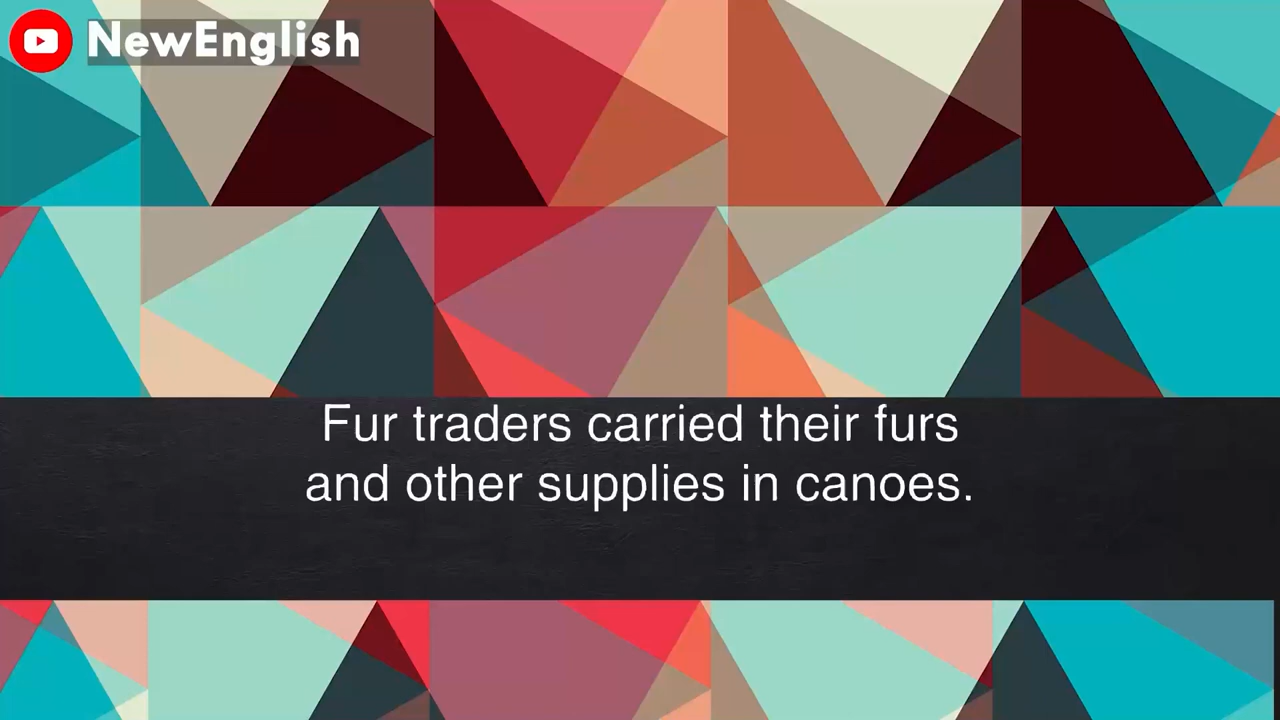 NewEnglish
Fur traders carried their furs
and other supplies in canoes.